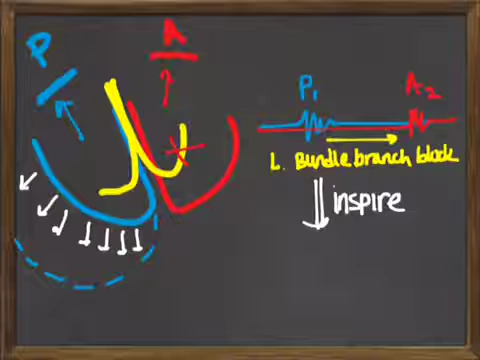 P
A
P1
A2
L. Bundle branch block
inspire